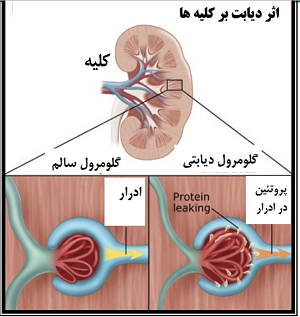 اثر دیابت بر کلیه ها
کلیه
گلومرول دیابتی
گلومرول سالم
پروتئین
در ادرار
Protein
leaking
ادرار